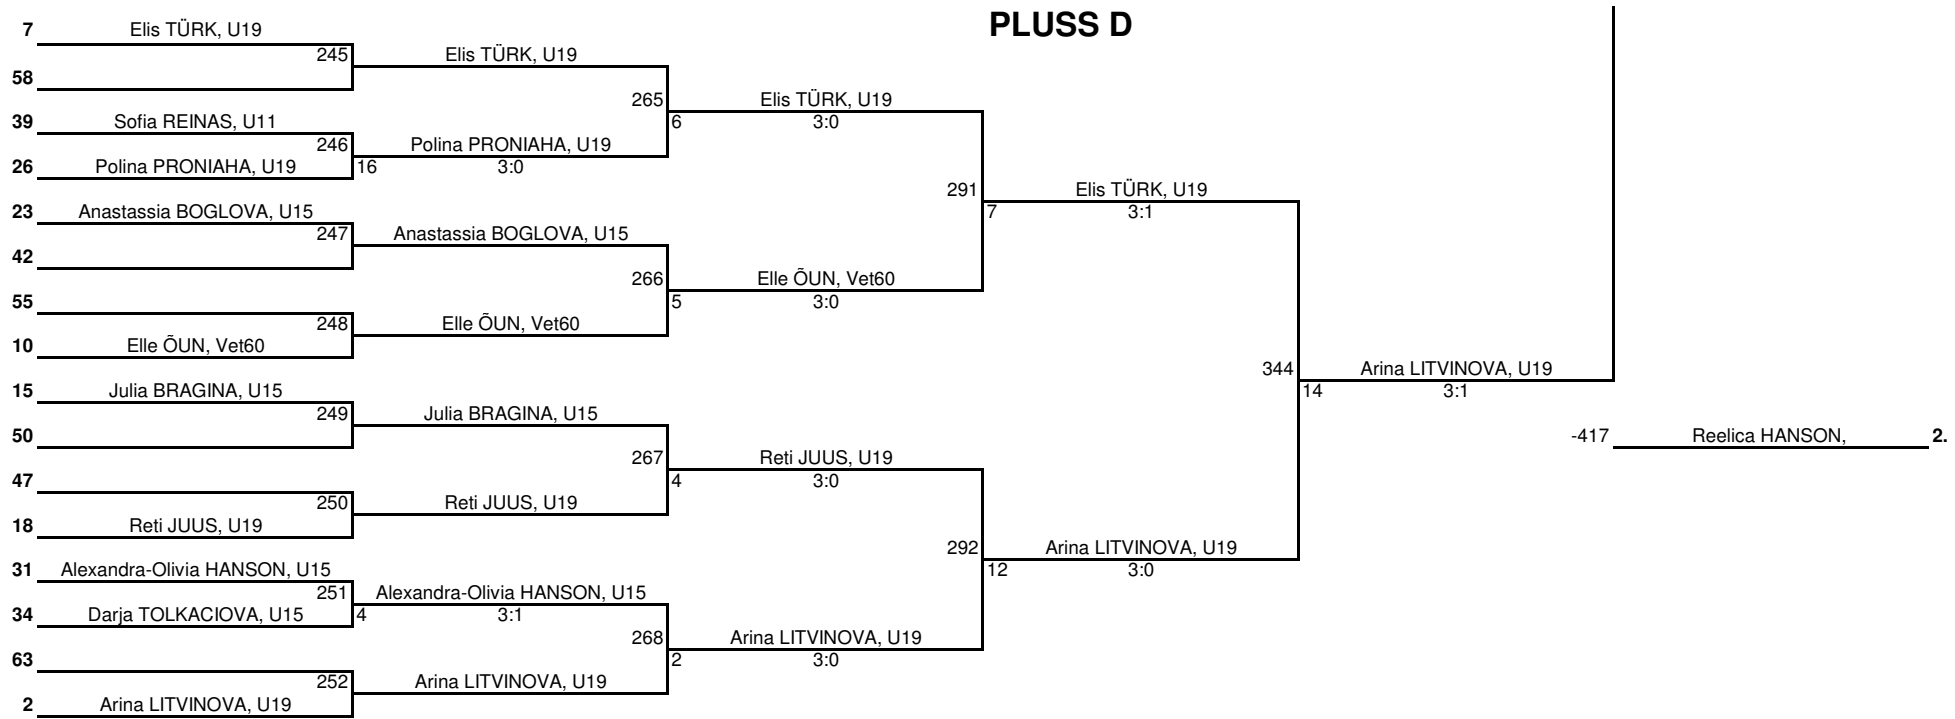 PLUSS D
7 Elis TÜRK, U19
245 Elis TÜRK, U19
58
265 Elis TÜRK, U19
39 Sofia REINAS, U11
6 3:0
246 Polina PRONIAHA, U19
26 Polina PRONIAHA, U19 16 3:0
291 Elis TÜRK, U19
23 Anastassia BOGLOVA, U15
7 3:1
247 Anastassia BOGLOVA, U15
42
266 Elle ÕUN, Vet60
55
5 3:0
248 Elle ÕUN, Vet60
10 Elle ÕUN, Vet60
344 Arina LITVINOVA, U19
15 Julia BRAGINA, U15
14 3:1
249 Julia BRAGINA, U15
50
-417 Reelica HANSON, 2.
267 Reti JUUS, U19
47
4 3:0
250 Reti JUUS, U19
18 Reti JUUS, U19
292 Arina LITVINOVA, U19
31 Alexandra-Olivia HANSON, U15
12 3:0
251 Alexandra-Olivia HANSON, U15
34 Darja TOLKACIOVA, U15 4 3:1
268 Arina LITVINOVA, U19
63
2 3:0
252 Arina LITVINOVA, U19
2 Arina LITVINOVA, U19